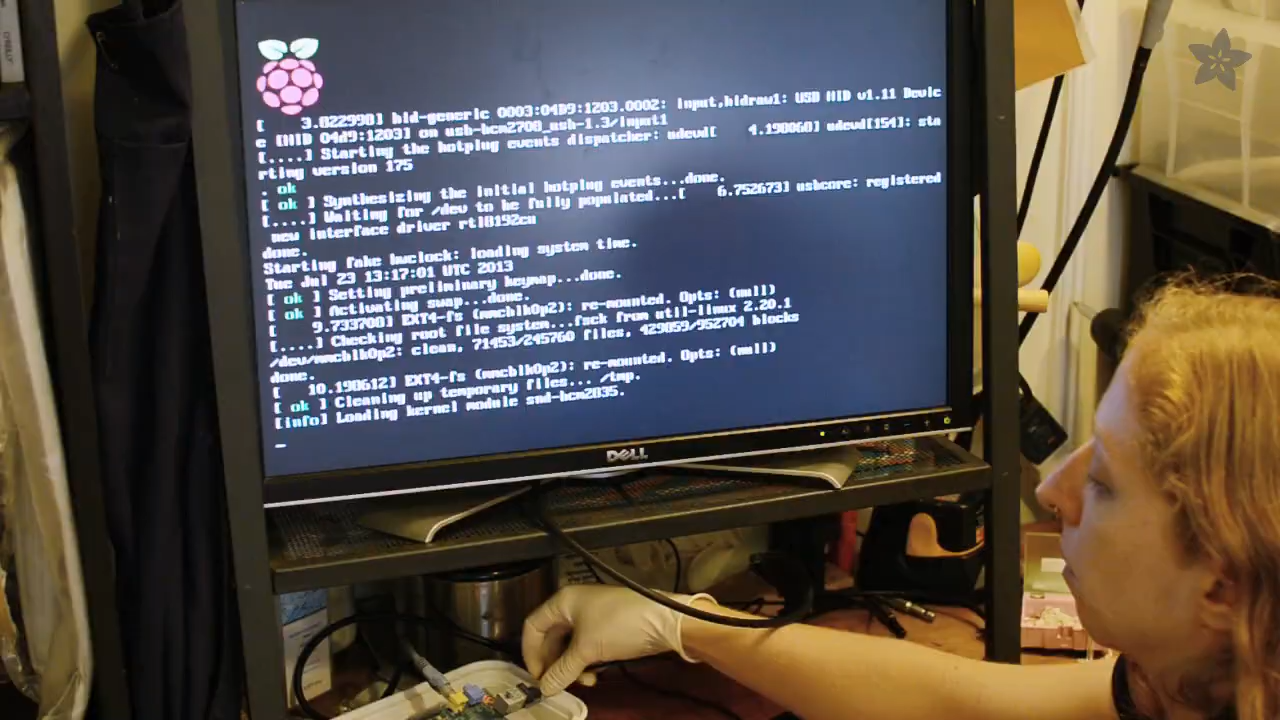 [    3.022990] hid-generic 0003:04D9:1203.0002: input,hidraw1: USB HID v1.11 Devic
e [HID 04d9:1203] on usb-bcm2708_usb-1.3/input1
[....] Starting the hotplug events dispatcher: udevd[    4.190060] udevd[154]: sta
rting version 175
. ok
[ ok ] Synthesizing the initial hotplug events...done.
[....] Waiting for /dev to be fully populated...[    6.752673] usbcore: registered
 new interface driver rtl8192cu
done.
Starting fake hwclock: loading system time.
Tue Jul 23 13:17:01 UTC 2013
[ ok ] Setting preliminary keymap...done.
[ ok ] Activating swap...done.
[    9.733700] EXT4-fs (mmcblk0p2): re-mounted. Opts: (null)
[....] Checking root file system...fsck from util-linux 2.20.1
/dev/mmcblk0p2: clean, 71453/245760 files, 429059/952704 blocks
done.
[   10.190612] EXT4-fs (mmcblk0p2): re-mounted. Opts: (null)
[ ok ] Cleaning up temporary files... /tmp.
[info] Loading kernel module snd-bcm2835.
DELL